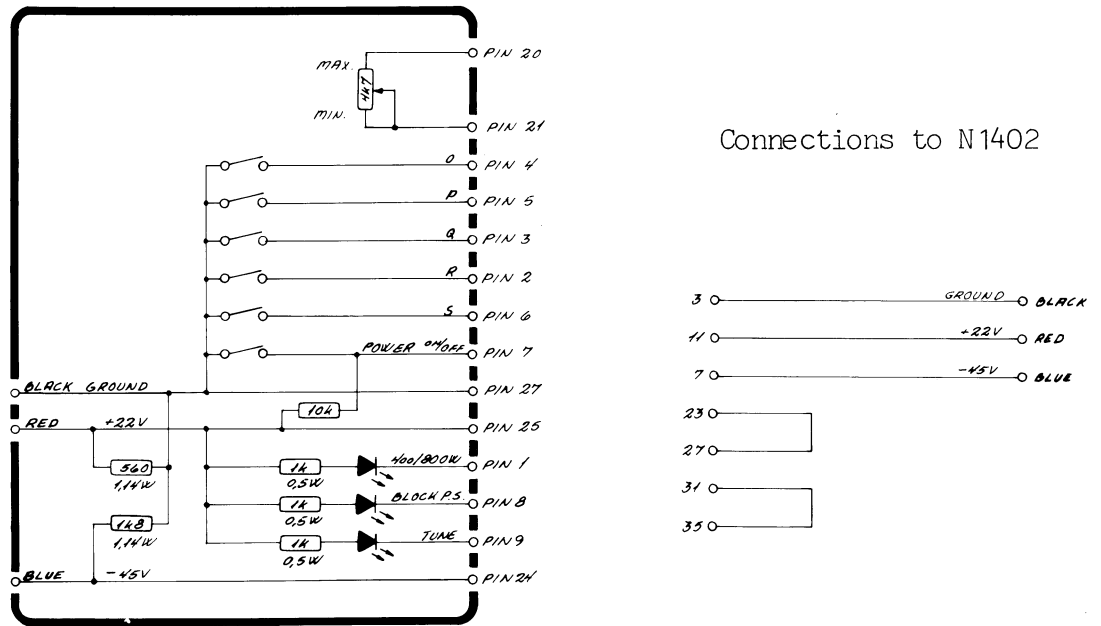 MAX.
4k7
MIN.
PIN 20
PIN 21
O PIN 4
P PIN 5
Q PIN 3
R PIN 2
S PIN 6
POWER ON/OFF PIN 7
BLACK GROUND
PIN 27
10k
RED +22V
PIN 25
560
1,14W
1k
0,5W
400/800W PIN 1
1k8
1,14W
1k
0,5W
BLOCK P.S. PIN 8
1k
0,5W
TUNE PIN 9
BLUE -45V
PIN 24
Connections to N1402
3 GROUND BLACK
11 +22V RED
7 -45V BLUE
23
27
31
35